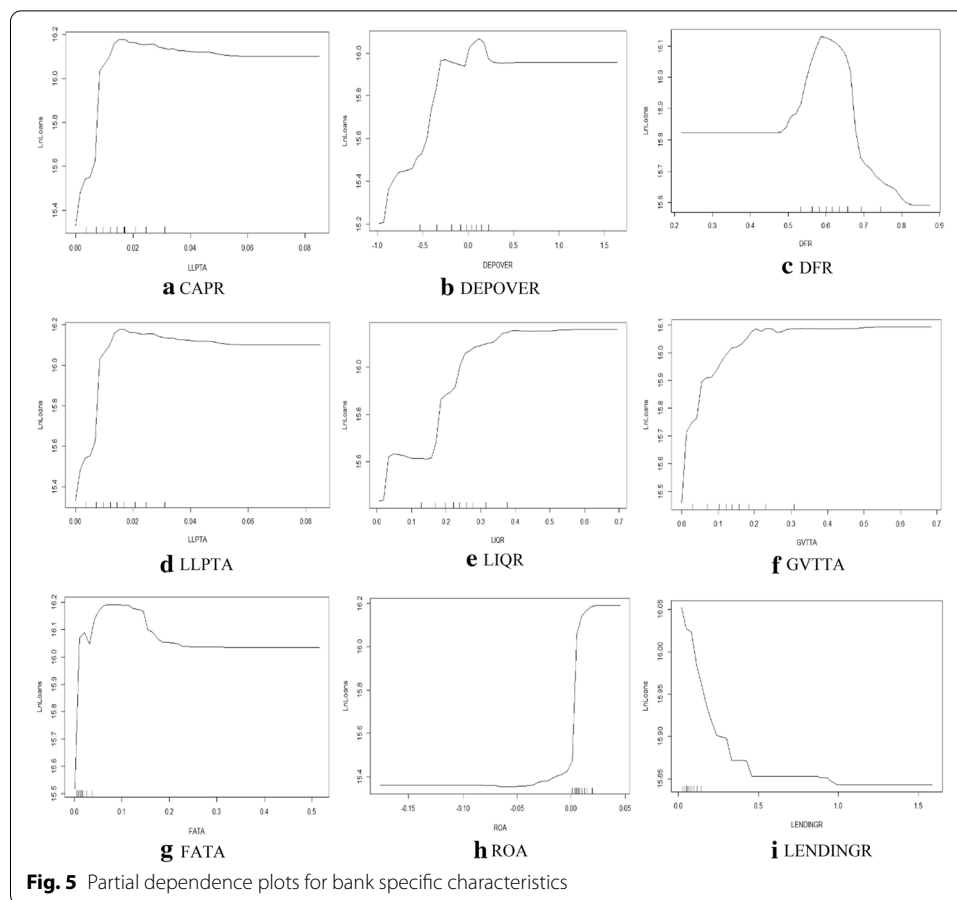 16.2
16.0
15.8
15.6
15.4
LnLoans
0.00 0.02 0.04 0.06 0.08
LLPTA
a CAPR
16.0
15.8
15.6
15.4
15.2
LnLoans
-1.0 -0.5 0.0 0.5 1.0 1.5
DEPOVER
b DEPOVER
16.1
16.0
15.9
15.8
15.7
15.6
LnLoans
0.2 0.3 0.4 0.5 0.6 0.7 0.8 0.9
DFR
c DFR
16.2
16.0
15.8
15.6
15.4
LnLoans
0.00 0.02 0.04 0.06 0.08
LLPTA
d LLPTA
16.0
15.8
15.6
LnLoans
0.0 0.1 0.2 0.3 0.4 0.5 0.6 0.7
LIQR
e LIQR
16.1
16.0
15.9
15.8
15.7
15.6
15.5
LnLoans
0.0 0.1 0.2 0.3 0.4 0.5 0.6 0.7
GVTTA
f GVTTA
16.2
16.1
16.0
15.9
15.8
15.7
15.6
15.5
LnLoans
0.0 0.1 0.2 0.3 0.4 0.5
FATA
g FATA
16.2
16.0
15.8
15.6
15.4
LnLoans
-0.15 -0.10 -0.05 0.00 0.05
ROA
h ROA
16.05
16.00
15.95
15.90
15.85
LnLoans
0.0 0.5 1.0 1.5
LENDINGR
i LENDINGR
Fig. 5 Partial dependence plots for bank specific characteristics